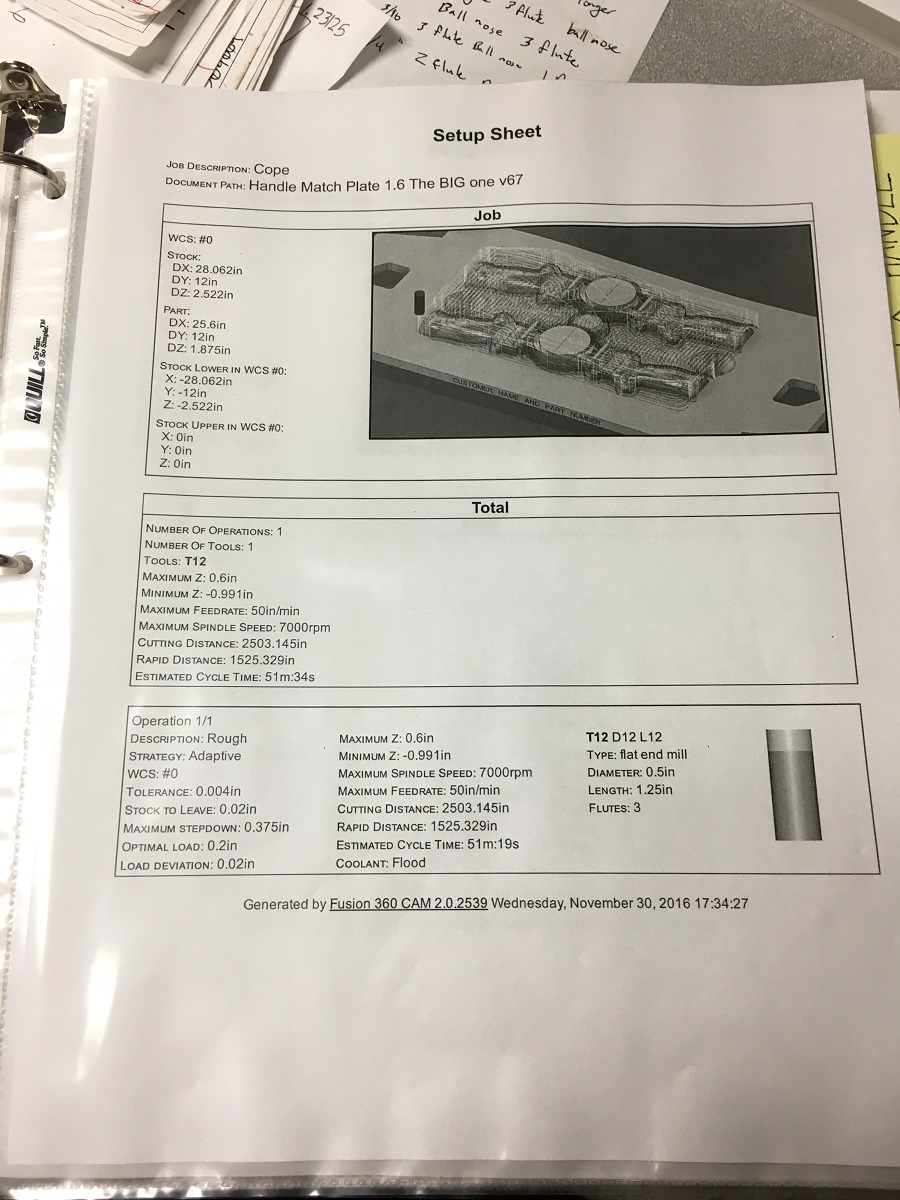 23/25
3/16
3 flute
longer
Ball nose
ball nose
3 flute Ball nose
3 flute
2 flute
QUILL® So Fast. So Simple.™
Setup Sheet
JOB DESCRIPTION: Cope
DOCUMENT PATH: Handle Match Plate 1.6 The BIG one v67
Job
WCS: #0
STOCK:
DX: 28.062in
DY: 12in
DZ: 2.522in
PART:
DX: 25.6in
DY: 12in
DZ: 1.875in
STOCK LOWER IN WCS #0:
X: -28.062in
Y: -12in
Z: -2.522in
STOCK UPPER IN WCS #0:
X: 0in
Y: 0in
Z: 0in
CUSTOMER NAME AND PART NUMBER
Total
NUMBER OF OPERATIONS: 1
NUMBER OF TOOLS: 1
TOOLS: T12
MAXIMUM Z: 0.6in
MINIMUM Z: -0.991in
MAXIMUM FEEDRATE: 50in/min
MAXIMUM SPINDLE SPEED: 7000rpm
CUTTING DISTANCE: 2503.145in
RAPID DISTANCE: 1525.329in
ESTIMATED CYCLE TIME: 51m:34s
Operation 1/1
DESCRIPTION: Rough
STRATEGY: Adaptive
WCS: #0
TOLERANCE: 0.004in
STOCK TO LEAVE: 0.02in
MAXIMUM STEPDOWN: 0.375in
OPTIMAL LOAD: 0.2in
LOAD DEVIATION: 0.02in
MAXIMUM Z: 0.6in
MINIMUM Z: -0.991in
MAXIMUM SPINDLE SPEED: 7000rpm
MAXIMUM FEEDRATE: 50in/min
CUTTING DISTANCE: 2503.145in
RAPID DISTANCE: 1525.329in
ESTIMATED CYCLE TIME: 51m:19s
COOLANT: Flood
T12 D12 L12
TYPE: flat end mill
DIAMETER: 0.5in
LENGTH: 1.25in
FLUTES: 3
Generated by Fusion 360 CAM 2.0.2539 Wednesday, November 30, 2016 17:34:27